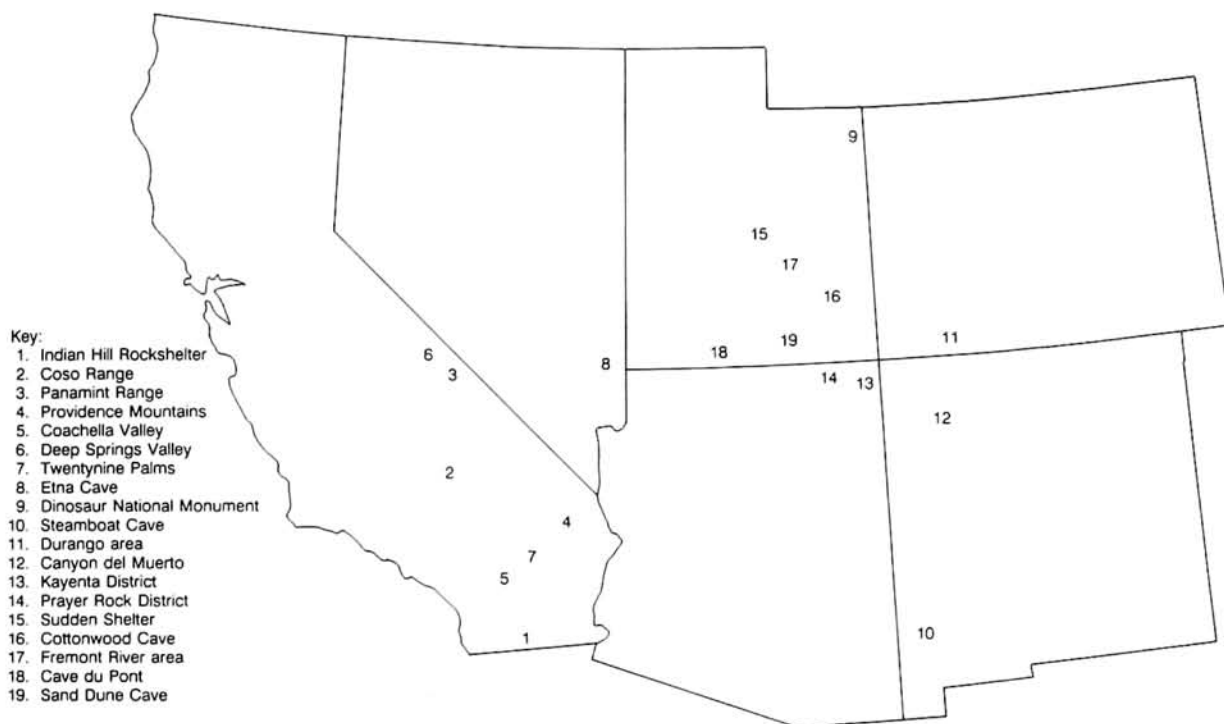 9
15
17
16
11
19
18
6
8
3
14
13
12
2
4
7
5
10
1
Key:
1. Indian Hill Rockshelter
2. Coso Range
3. Panamint Range
4. Providence Mountains
5. Coachella Valley
6. Deep Springs Valley
7. Twentynine Palms
8. Etna Cave
9. Dinosaur National Monument
10. Steamboat Cave
11. Durango area
12. Canyon del Muerto
13. Kayenta District
14. Prayer Rock District
15. Sudden Shelter
16. Cottonwood Cave
17. Fremont River area
18. Cave du Pont
19. Sand Dune Cave